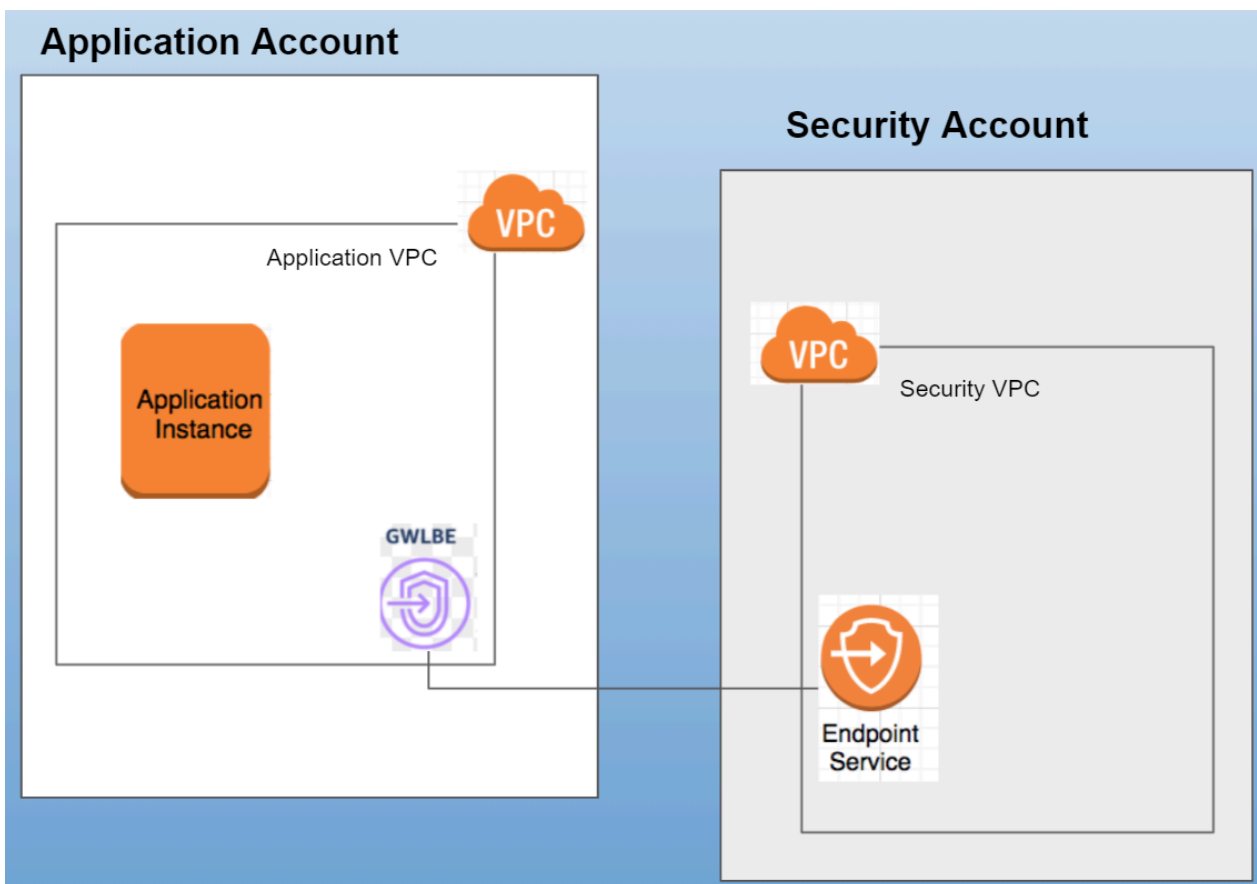 Application Account
Security Account
VPC
Application VPC
Application
Instance
GWLBE
VPC
Security VPC
Endpoint
Service